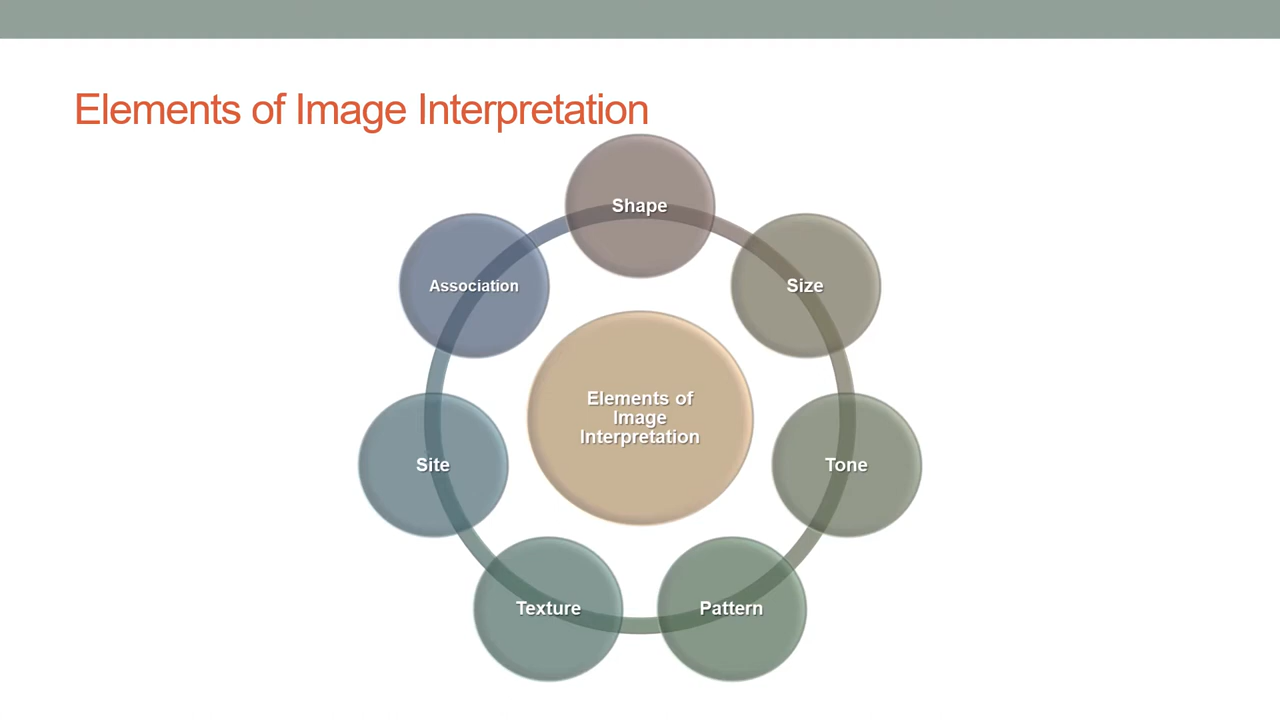 Elements of Image Interpretation
Shape
Size
Tone
Pattern
Texture
Site
Association
Elements of
Image
Interpretation